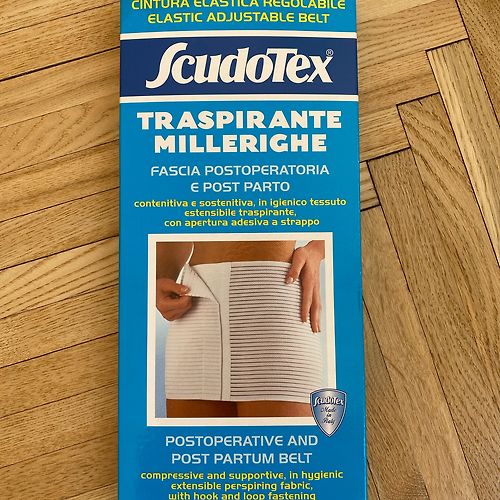 CINTURA ELASTICA REGOLABILE
ELASTIC ADJUSTABLE BELT
SCUDOTEX®
TRASPIRANTE
MILLERIGHE
FASCIA POSTOPERATORIA
E POST PARTO
contenitiva e sostenitiva, in igienico tessuto
estensibile traspirante,
con apertura adesiva a strappo
SCUDOTEX
Made
in
Italy
POSTOPERATIVE AND
POST PARTUM BELT
compressive and supportive, in hygienic
extensible perspiring fabric,
with hook and loop fastening